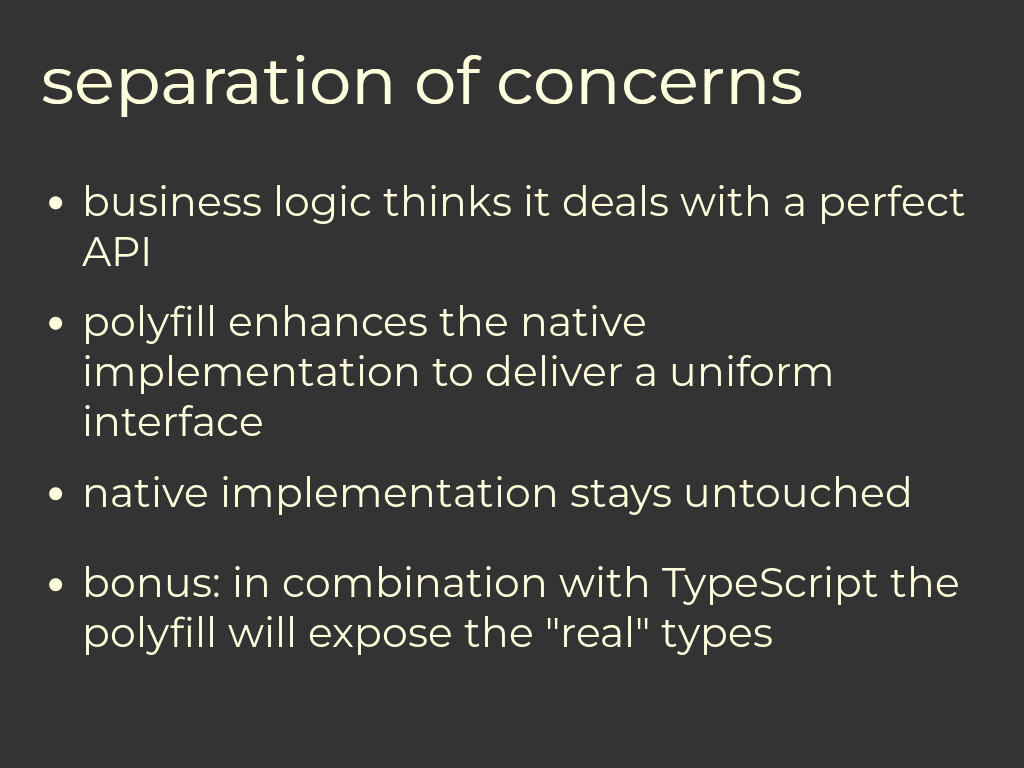 separation of concerns
• business logic thinks it deals with a perfect
API
• polyfill enhances the native
implementation to deliver a uniform
interface
• native implementation stays untouched
• bonus: in combination with TypeScript the
polyfill will expose the "real" types